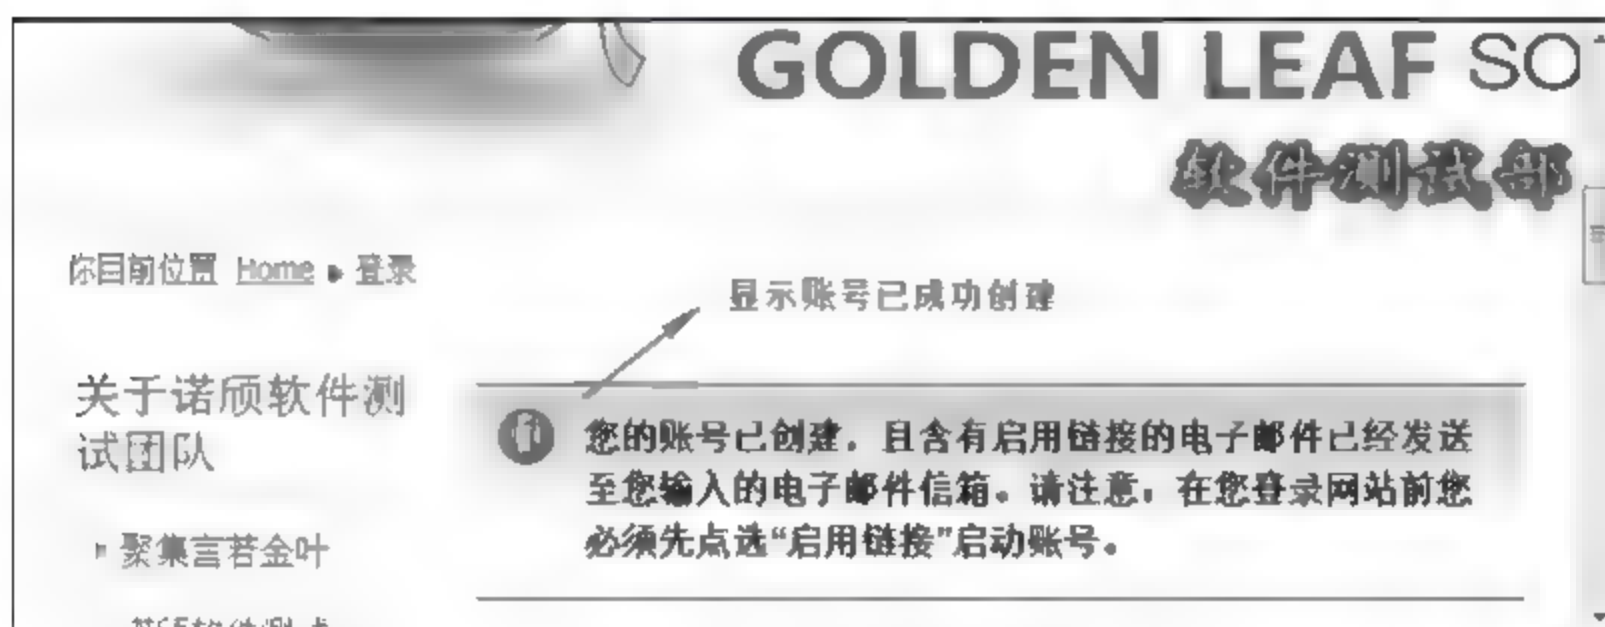 GOLDEN LEAF SO
软件测试部
你目前位置 Home ▸ 登录
显示账号已成功创建
关于诺颀软件测
试团队
您的账号已创建，且含有启用链接的电子邮件已经发送
至您输入的电子邮件信箱。请注意，在您登录网站前您
必须先点选“启用链接”启动账号。
聚集言若金叶